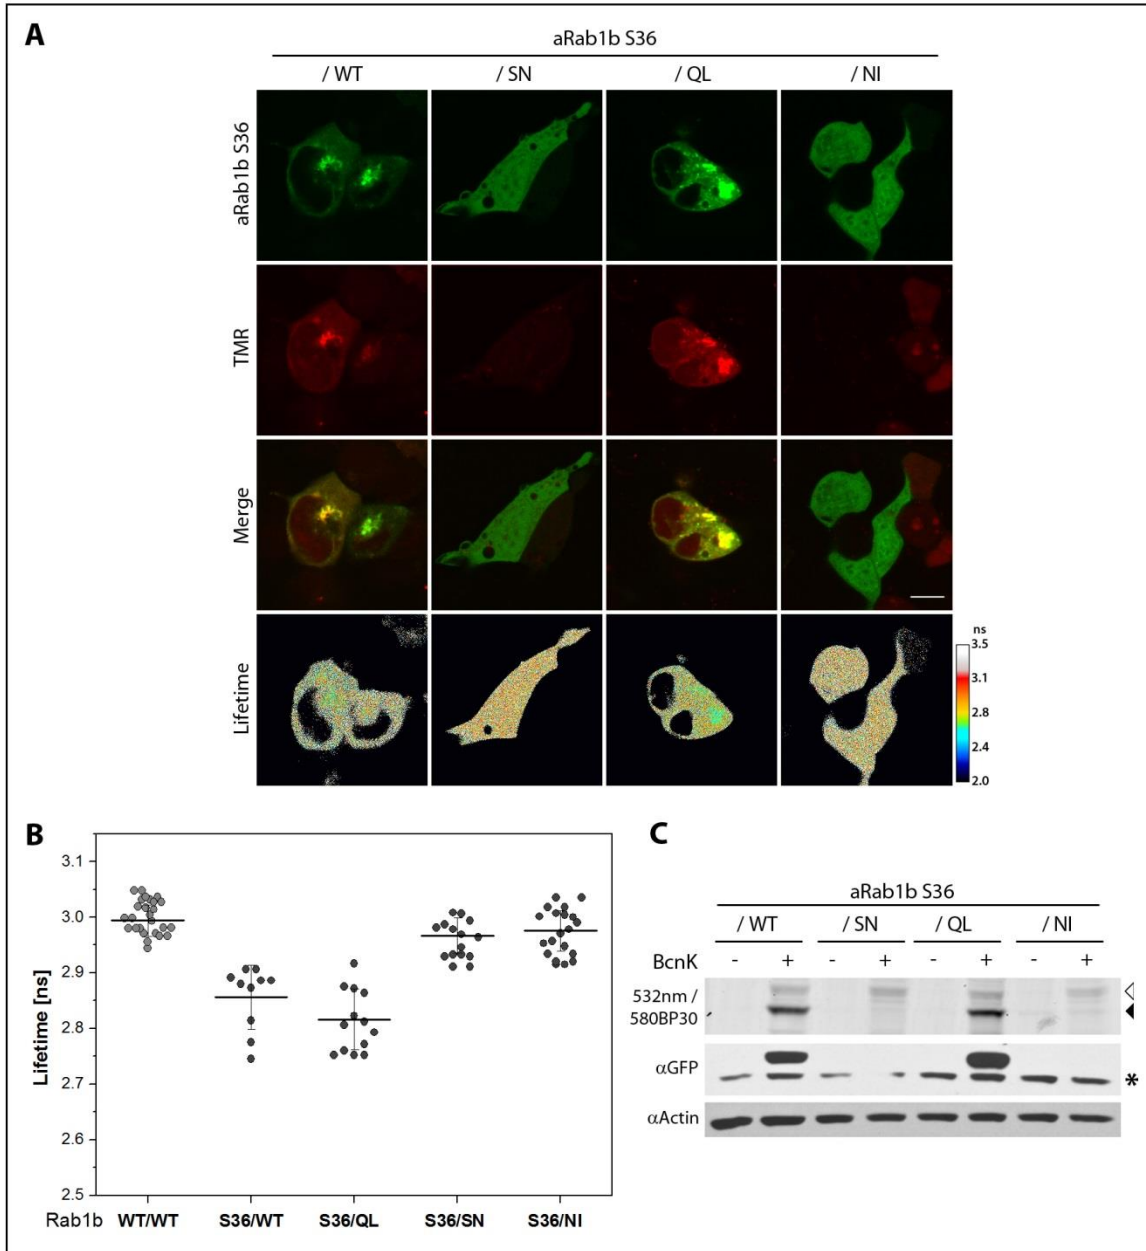 A
aRab1b S36
/ WT / SN / QL / NI
aRab1b S36
TMR
Merge
Lifetime
ns
3.5
3.1
2.8
2.4
2.0
B
Lifetime [ns]
3.1
3.0
2.9
2.8
2.7
2.6
2.5
Rab1b WT/WT S36/WT S36/QL S36/SN S36/NI
C
aRab1b S36
/ WT / SN / QL / NI
BcnK - + - + - + - +
532nm /
580BP30
αGFP
*
αActin